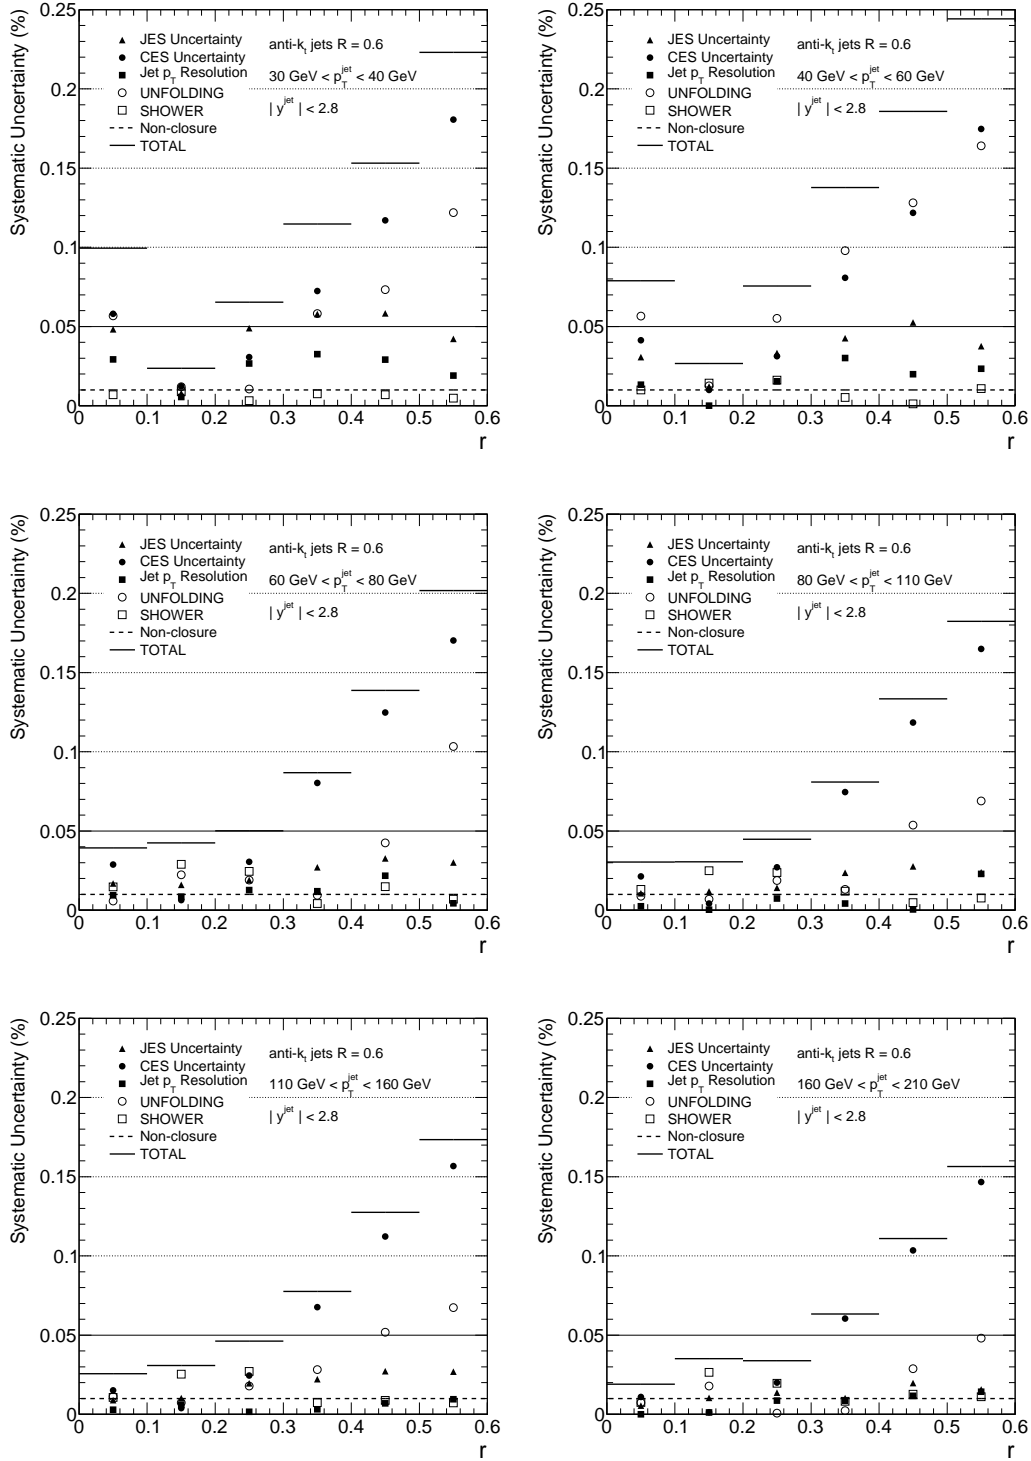 Systematic Uncertainty (%)
0.25
0.2
0.15
0.1
0.05
0
JES Uncertainty
CES Uncertainty
Jet p_T Resolution
UNFOLDING
SHOWER
Non-closure
TOTAL
anti-k_t jets R = 0.6
30 GeV < p_T^jet < 40 GeV
| y^jet | < 2.8
0 0.1 0.2 0.3 0.4 0.5 0.6
r
Systematic Uncertainty (%)
0.25
0.2
0.15
0.1
0.05
0
JES Uncertainty
CES Uncertainty
Jet p_T Resolution
UNFOLDING
SHOWER
Non-closure
TOTAL
anti-k_t jets R = 0.6
40 GeV < p_T^jet < 60 GeV
| y^jet | < 2.8
0 0.1 0.2 0.3 0.4 0.5 0.6
r
Systematic Uncertainty (%)
0.25
0.2
0.15
0.1
0.05
0
JES Uncertainty
CES Uncertainty
Jet p_T Resolution
UNFOLDING
SHOWER
Non-closure
TOTAL
anti-k_t jets R = 0.6
60 GeV < p_T^jet < 80 GeV
| y^jet | < 2.8
0 0.1 0.2 0.3 0.4 0.5 0.6
r
Systematic Uncertainty (%)
0.25
0.2
0.15
0.1
0.05
0
JES Uncertainty
CES Uncertainty
Jet p_T Resolution
UNFOLDING
SHOWER
Non-closure
TOTAL
anti-k_t jets R = 0.6
80 GeV < p_T^jet < 110 GeV
| y^jet | < 2.8
0 0.1 0.2 0.3 0.4 0.5 0.6
r
Systematic Uncertainty (%)
0.25
0.2
0.15
0.1
0.05
0
JES Uncertainty
CES Uncertainty
Jet p_T Resolution
UNFOLDING
SHOWER
Non-closure
TOTAL
anti-k_t jets R = 0.6
110 GeV < p_T^jet < 160 GeV
| y^jet | < 2.8
0 0.1 0.2 0.3 0.4 0.5 0.6
r
Systematic Uncertainty (%)
0.25
0.2
0.15
0.1
0.05
0
JES Uncertainty
CES Uncertainty
Jet p_T Resolution
UNFOLDING
SHOWER
Non-closure
TOTAL
anti-k_t jets R = 0.6
160 GeV < p_T^jet < 210 GeV
| y^jet | < 2.8
0 0.1 0.2 0.3 0.4 0.5 0.6
r